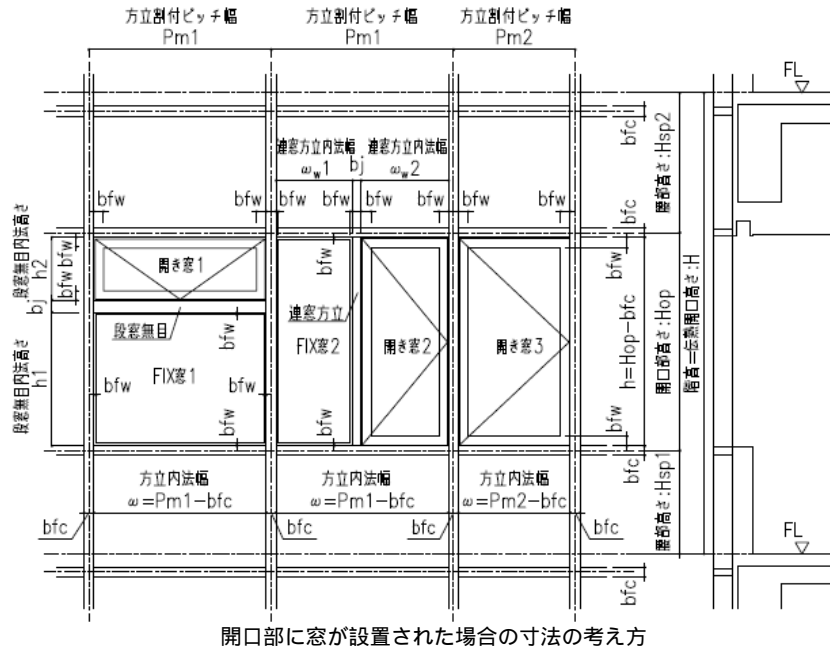 方立割付ピッチ幅
Pm1
方立割付ピッチ幅
Pm1
方立割付ピッチ幅
Pm2
FL
連窓方立内法幅
ωw1
bj
連窓方立内法幅
ωw2
bfc
腰部高さ:Hsp2
bfw
bfw
bfw
bfw
bfw
bfw
bfc
段窓無目内法高さ
h2
bfw
bfw
bj
開き窓1
bfw
段窓無目
bfw
連窓方立
FIX窓2
開き窓2
開き窓3
bfw
h=Hop-bfc
開口部高さ:Hop
階高=伝熱開口高さ:H
段窓無目内法高さ
h1
FIX窓1
bfw
bfw
bfw
bfw
bfw
bfc
腰部高さ:Hsp1
方立内法幅
ω=Pm1-bfc
方立内法幅
ω=Pm1-bfc
方立内法幅
ω=Pm2-bfc
bfc
bfc
bfc
bfc
FL
bfc
開口部に窓が設置された場合の寸法の考え方